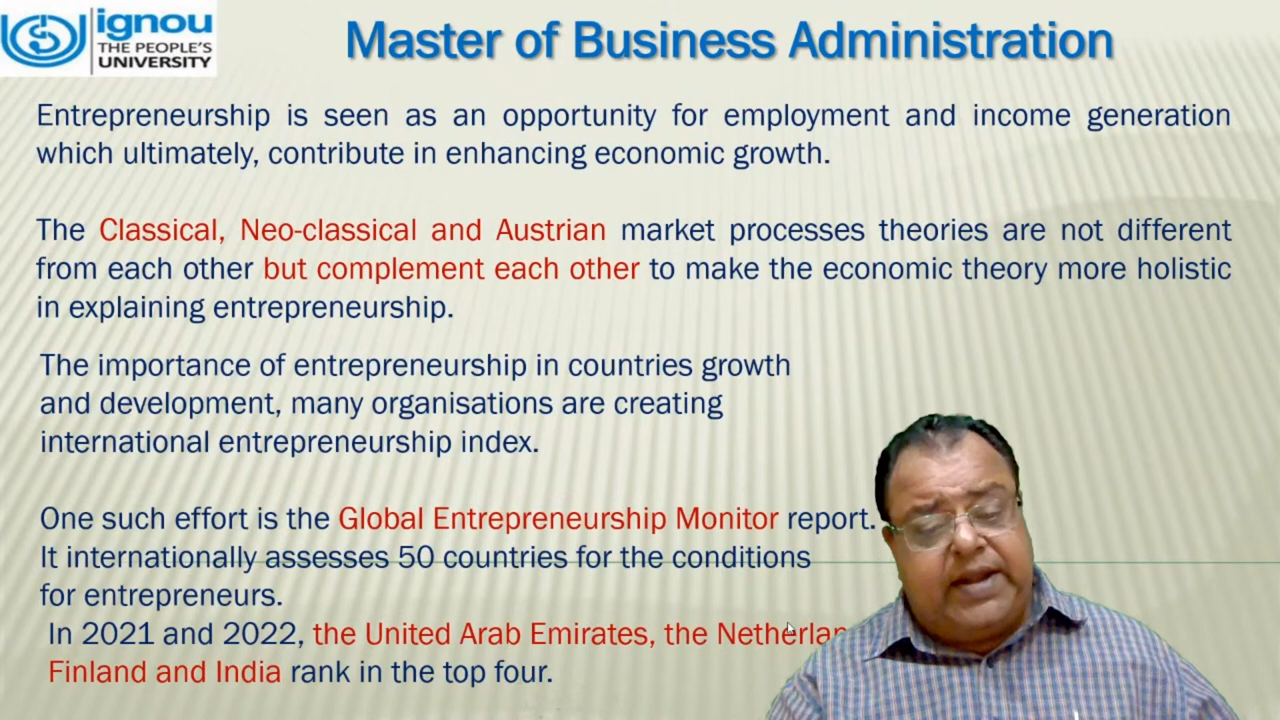 ignou
THE PEOPLE'S
UNIVERSITY
Master of Business Administration
Entrepreneurship is seen as an opportunity for employment and income generation
which ultimately, contribute in enhancing economic growth.
The Classical, Neo-classical and Austrian market processes theories are not different
from each other but complement each other to make the economic theory more holistic
in explaining entrepreneurship.
The importance of entrepreneurship in countries growth
and development, many organisations are creating
international entrepreneurship index.
One such effort is the Global Entrepreneurship Monitor report.
It internationally assesses 50 countries for the conditions
for entrepreneurs.
In 2021 and 2022, the United Arab Emirates, the
Finland and India rank in the top four.